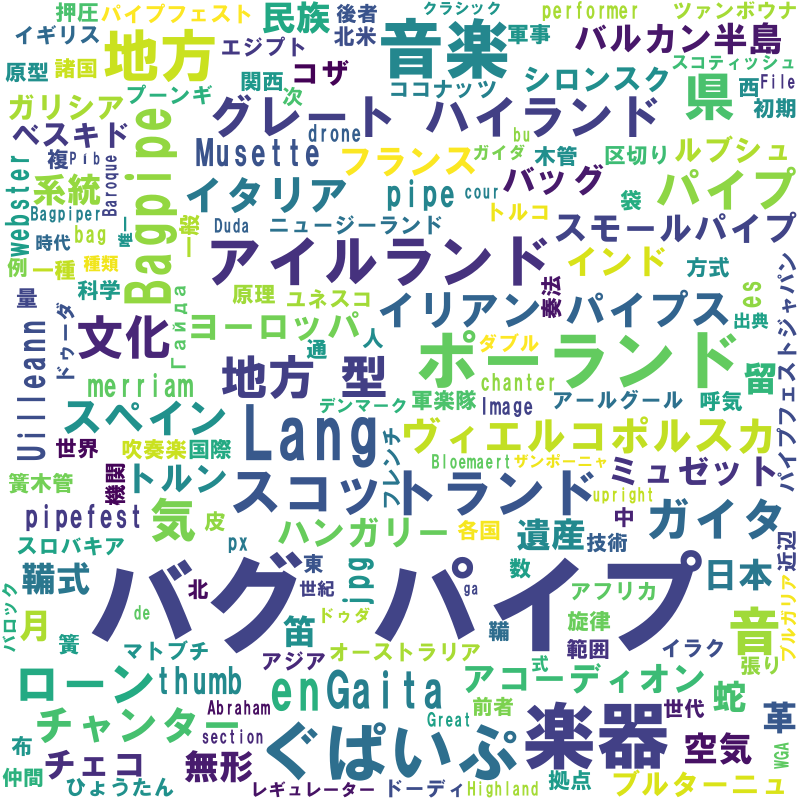 押圧 パイプフェスト 民族 後者 クラシック performer ツァンボウナ
イギリス 地方 エジプト 北米 音楽 軍事 バルカン半島
原型 諸国 関西 コザ ココナッツ シロンスク スコティッシュ
ガリシア プーンギ 次 西 File
ベスキド グレート ハイランド 県 初期
複 Pib drone bu
webster Bagpipe Baroque Musette フランス ガイダ 木管 区切り ルブシュ
系統 イタリア pipe cour バッグ 袋 パイプ
Bagpiper Duda ニュージーランド トルコ スモールパイプ
時代 bag 唯一 一般
例 一種 種類 アイルランド インド 方式
量 科学 原理 ユネスコ イリアン パイプス 奏法 es パイプフェストジャパン
Uilleann ドゥーダ Гайда ヨーロッパ 出典
文化 通 人 ポーランド ダブル
merriam 地方 型 chanter 留
スペイン デンマーク 軍楽隊 Image アールグール 呼気
世界 吹奏楽 国際 Lang フレンチ ヴィエルコポルスカ
簧木管 機関 トルン Bloemaert ザンポーニャ ミュゼット
スコットランド upright
pipefest 気 皮 ハンガリー 各国 中 ガイタ
スロバキア px 遺産 技術 近辺
鞴式 バグ パイプ 東 jpg 数 日本
バロック 北 世紀 ga アフリカ ブルガリア
de ドゥダ
月 簧 笛 鞴 旋律 音
マトブチ アジア オーストラリア 式 範囲 イラク 張り
ローン thumb en Gaita アコーディオン
Abraham 前者 世代 蛇
チャンター section Great 革
布 ぐぱいぷ 楽器 WGA
仲間 チェコ 無形 空気
ひょうたん レギュレーター ドーディ Highland 拠点 ブルターニュ